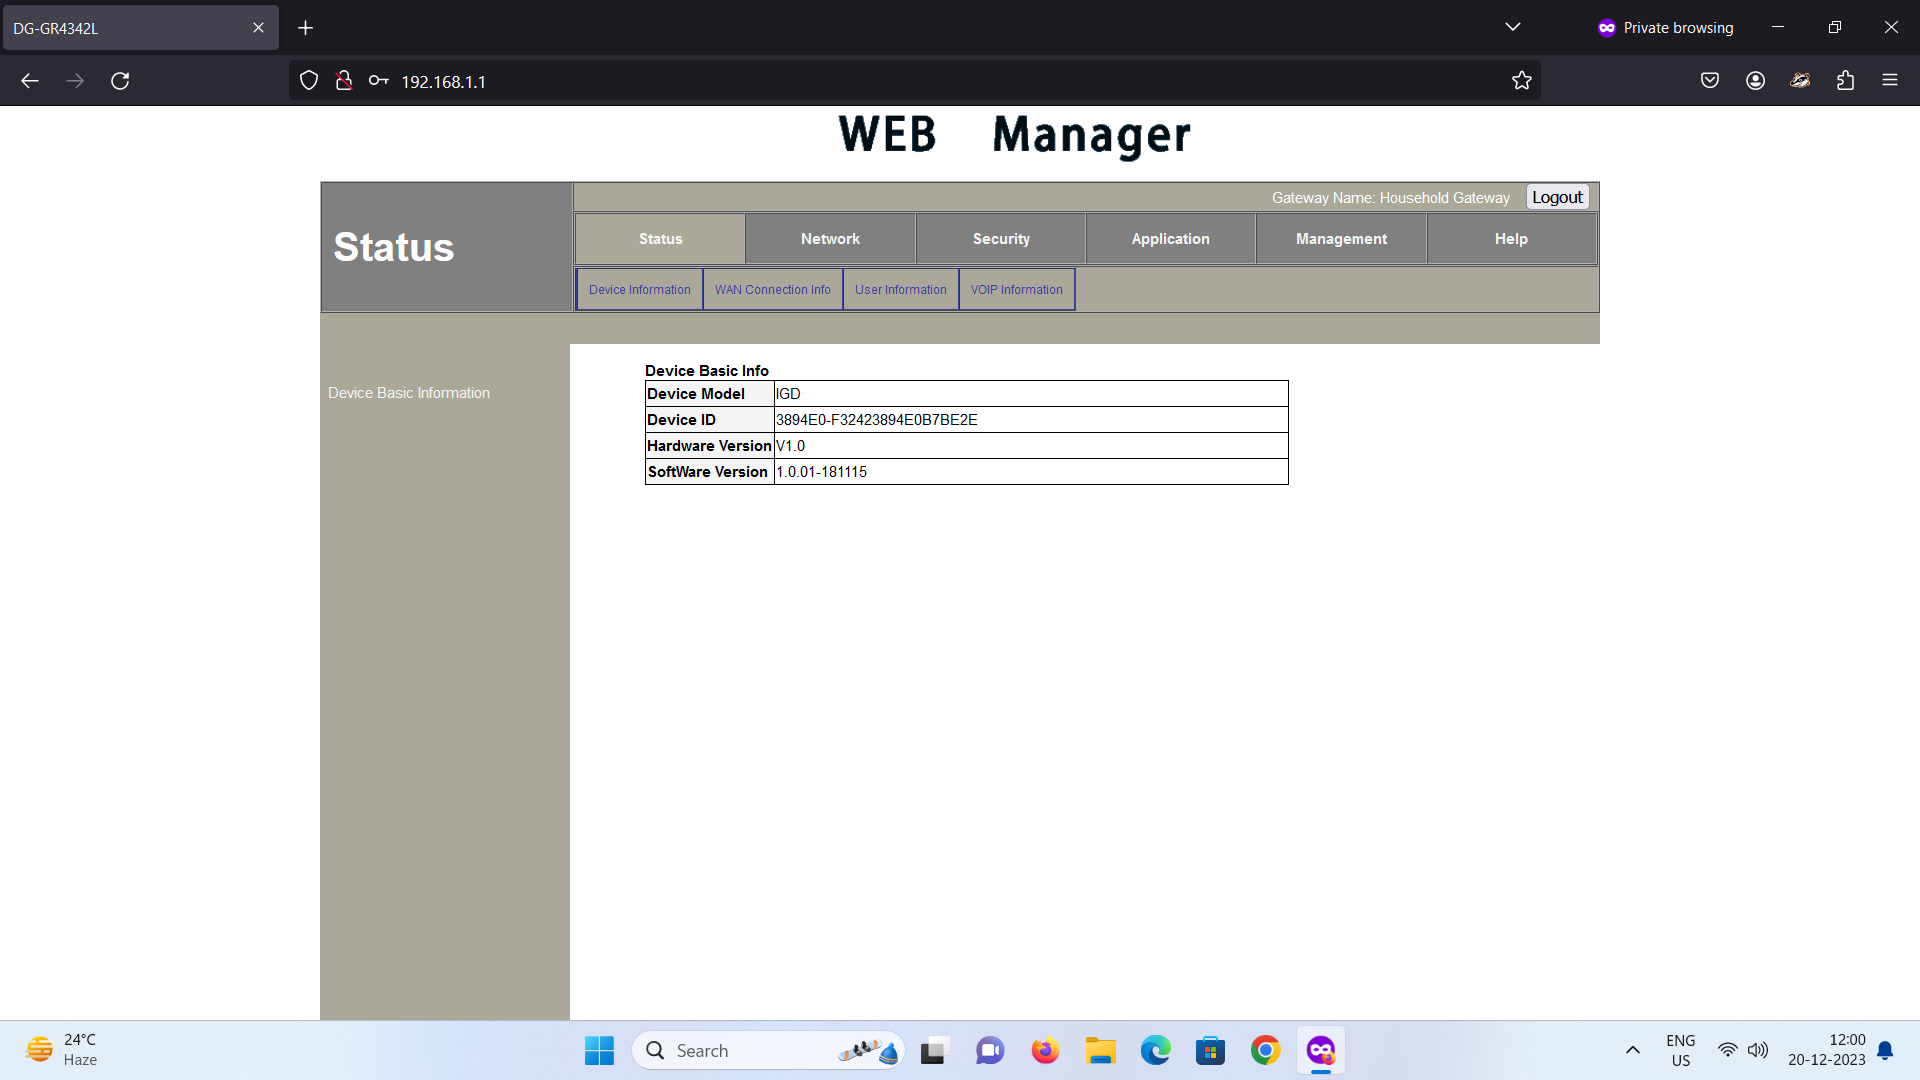 DG-GR4342L
Private browsing
192.168.1.1
WEB Manager
Gateway Name: Household Gateway Logout
Status
Status Network Security Application Management Help
Device Information WAN Connection Info User Information VOIP Information
Device Basic Information
Device Basic Info
Device Model IGD
Device ID 3894E0-F32423894E0B7BE2E
Hardware Version V1.0
SoftWare Version 1.0.01-181115
24°C
Haze
Search
ENG
US
12:00
20-12-2023